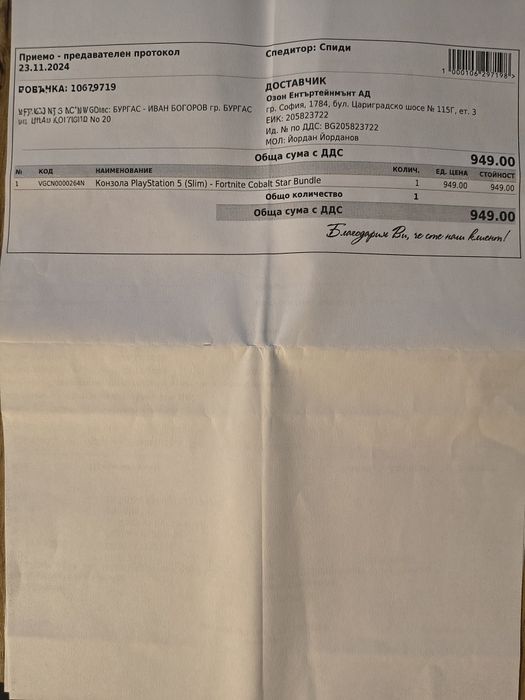 Приемо - предавателен протокол
23.11.2024
Спедитор: Спиди
ПОРЪЧКА: 10679719
БУРГАС - ИВАН БОГОРОВ гр. БУРГАС
No 20
ДОСТАВЧИК
Озон Ентъртейнмънт АД
гр. София, 1784, бул. Цариградско шосе № 115Г, ет. 3
ЕИК: 205823722
Ид. № по ДДС: BG205823722
МОЛ: Йордан Йорданов
Обща сума с ДДС 949.00
№ КОД НАИМЕНОВАНИЕ КОЛИЧ. ЕД. ЦЕНА СТОЙНОСТ
1 VGCN0000264N Конзола PlayStation 5 (Slim) - Fortnite Cobalt Star Bundle 1 949.00 949.00
Общо количество 1
Обща сума с ДДС 949.00
Благодарим Ви, че сте наш клиент!